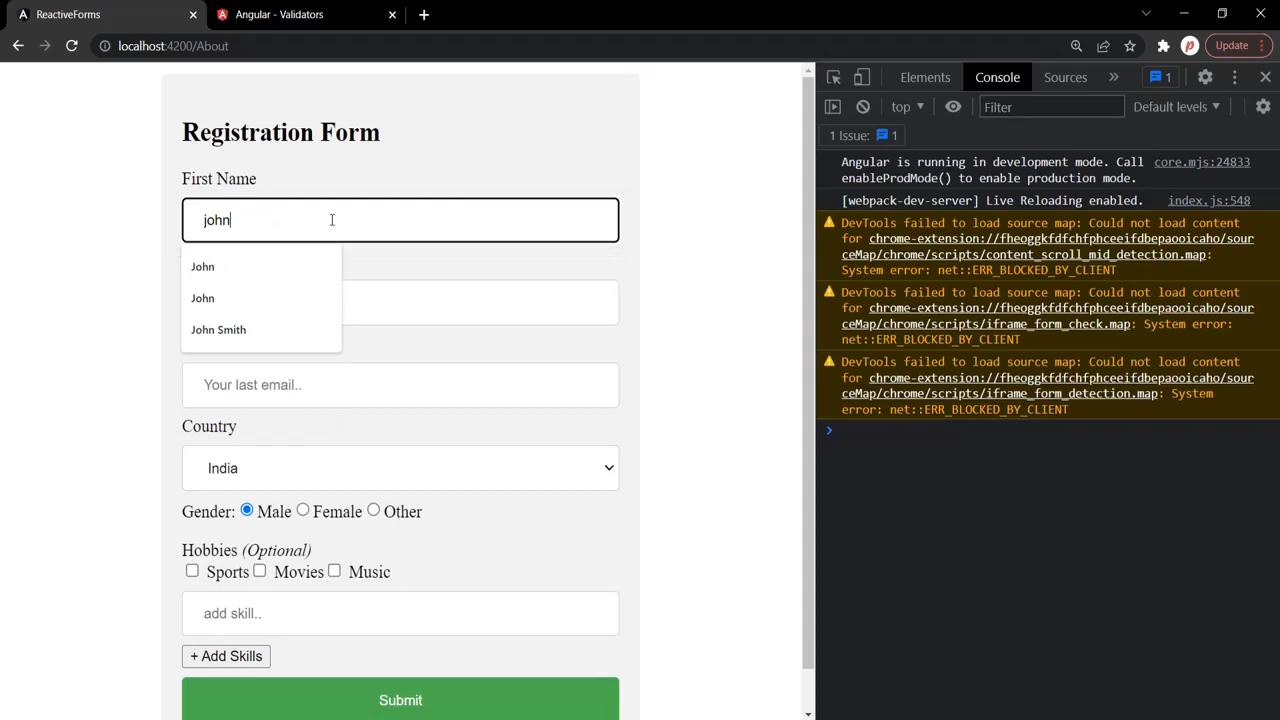 ReactiveForms
Angular - Validators
localhost:4200/About
Update
Registration Form
First Name
john
John
John
John Smith
Your last email..
Country
India
Gender: Male Female Other
Hobbies (Optional)
Sports Movies Music
add skill..
+ Add Skills
Submit
Elements Console Sources 1
top Filter Default levels
1 Issue: 1
Angular is running in development mode. Call core.mjs:24833
enableProdMode() to enable production mode.
[webpack-dev-server] Live Reloading enabled. index.js:548
DevTools failed to load source map: Could not load content
for chrome-extension://fheoggkfdfchfphceeifdbepaooicaho/sour
ceMap/chrome/scripts/content_scroll_mid_detection.map:
System error: net::ERR_BLOCKED_BY_CLIENT
DevTools failed to load source map: Could not load content
for chrome-extension://fheoggkfdfchfphceeifdbepaooicaho/sour
ceMap/chrome/scripts/iframe_form_check.map: System error:
net::ERR_BLOCKED_BY_CLIENT
DevTools failed to load source map: Could not load content
for chrome-extension://fheoggkfdfchfphceeifdbepaooicaho/sour
ceMap/chrome/scripts/iframe_form_detection.map: System
error: net::ERR_BLOCKED_BY_CLIENT